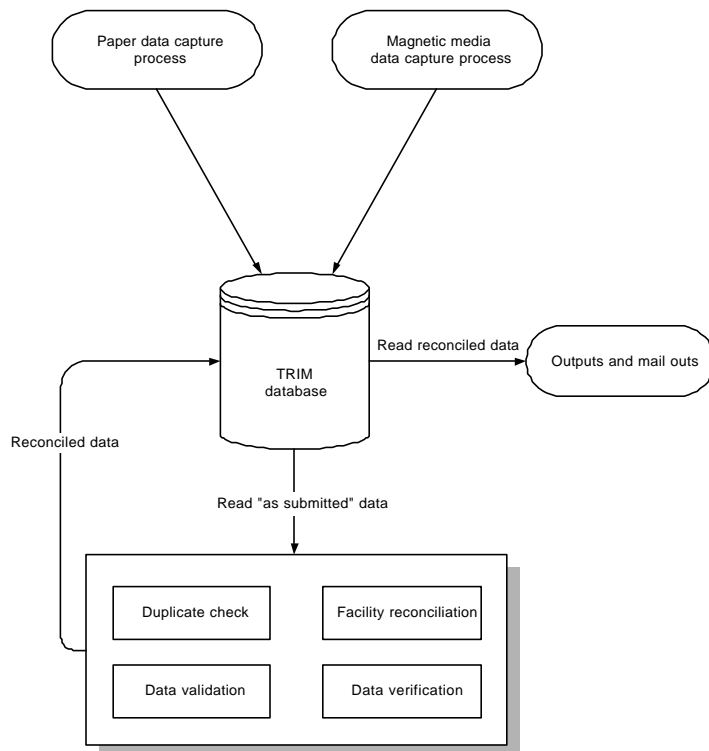 Paper data capture
process
Magnetic media
data capture process
TRIM
database
Read reconciled data
Outputs and mail outs
Reconciled data
Read "as submitted" data
Duplicate check
Facility reconciliation
Data validation
Data verification